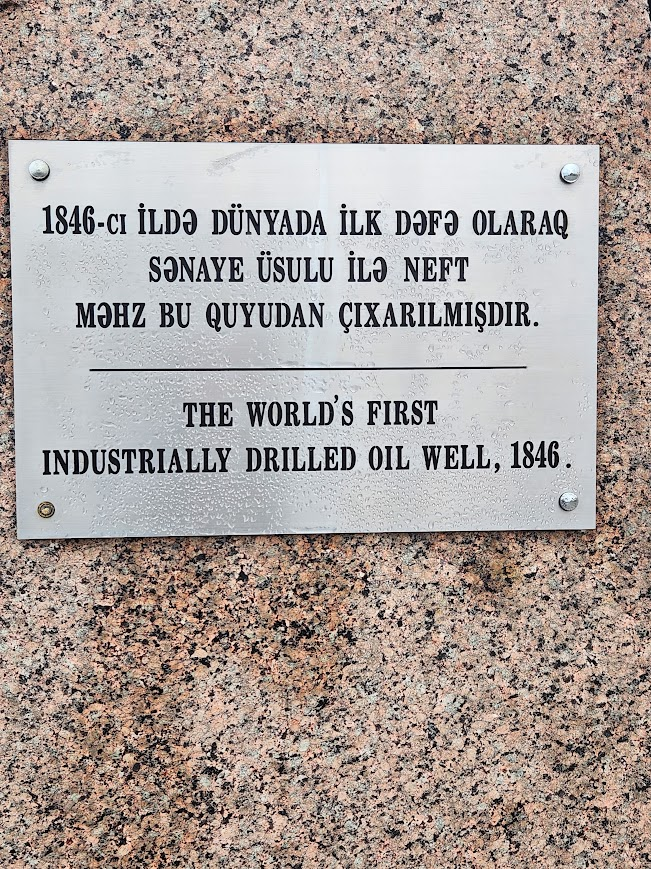 1846-CI İLDƏ DÜNYADA İLK DƏFƏ OLARAQ
SƏNAYE ÜSULU İLƏ NEFT
MƏHZ BU QUYUDAN ÇIXARILMIŞDIR.
THE WORLD'S FIRST
INDUSTRIALLY DRILLED OIL WELL, 1846.